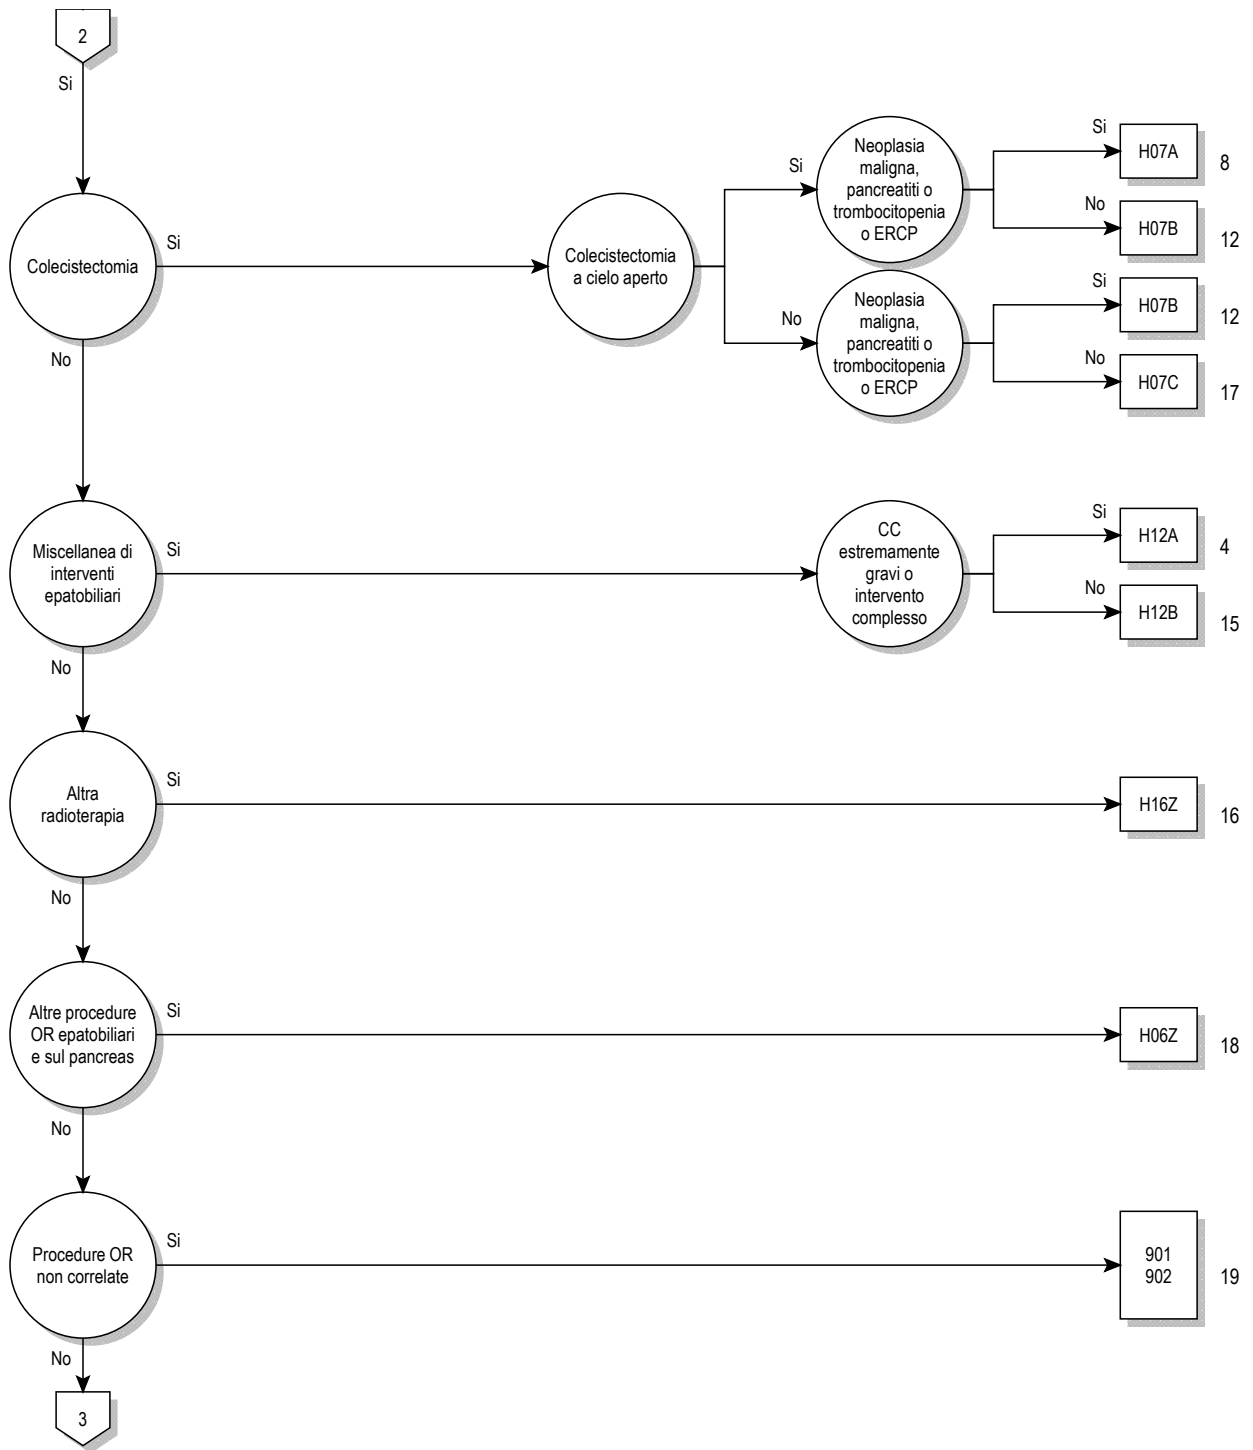 2
Si
Colecistectomia
Si
Colecistectomia
a cielo aperto
Si
Neoplasia
maligna,
pancreatiti o
trombocitopenia
o ERCP
Si
H07A
8
No
H07B
12
No
Neoplasia
maligna,
pancreatiti o
trombocitopenia
o ERCP
Si
H07B
12
No
H07C
17
No
Miscellanea di
interventi
epatobiliari
Si
CC
estremamente
gravi o
intervento
complesso
Si
H12A
4
No
H12B
15
No
Altra
radioterapia
Si
H16Z
16
No
Altre procedure
OR epatobiliari
e sul pancreas
Si
H06Z
18
No
Procedure OR
non correlate
Si
901
902
19
No
3